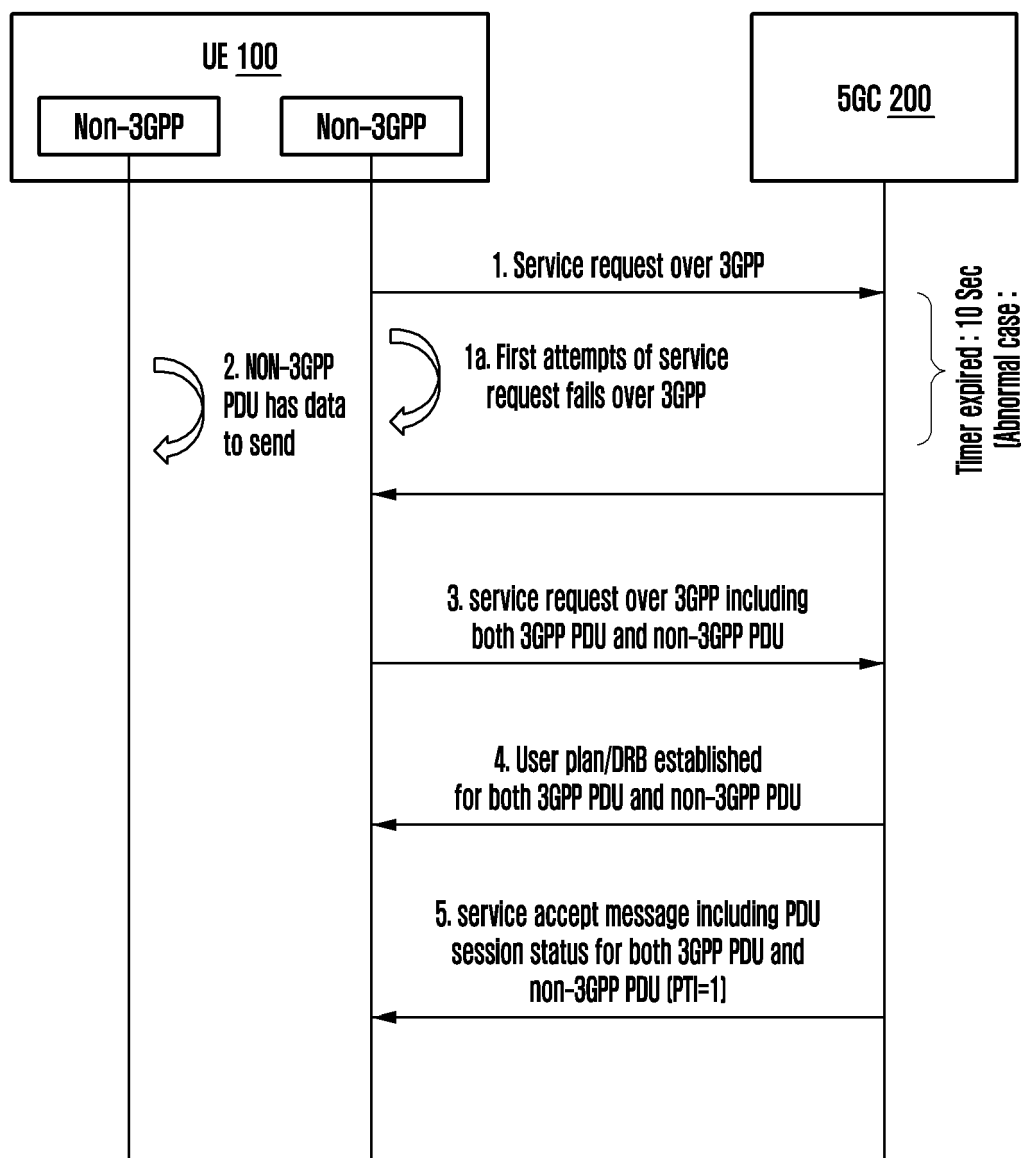 UE 100
Non-3GPP
Non-3GPP
5GC 200
1. Service request over 3GPP
Timer expired : 10 Sec
(Abnormal case :
1a. First attempts of service
request fails over 3GPP
2. NON-3GPP
PDU has data
to send
3. service request over 3GPP including
both 3GPP PDU and non-3GPP PDU
4. User plan/DRB established
for both 3GPP PDU and non-3GPP PDU
5. service accept message including PDU
session status for both 3GPP PDU and
non-3GPP PDU (PTI=1)